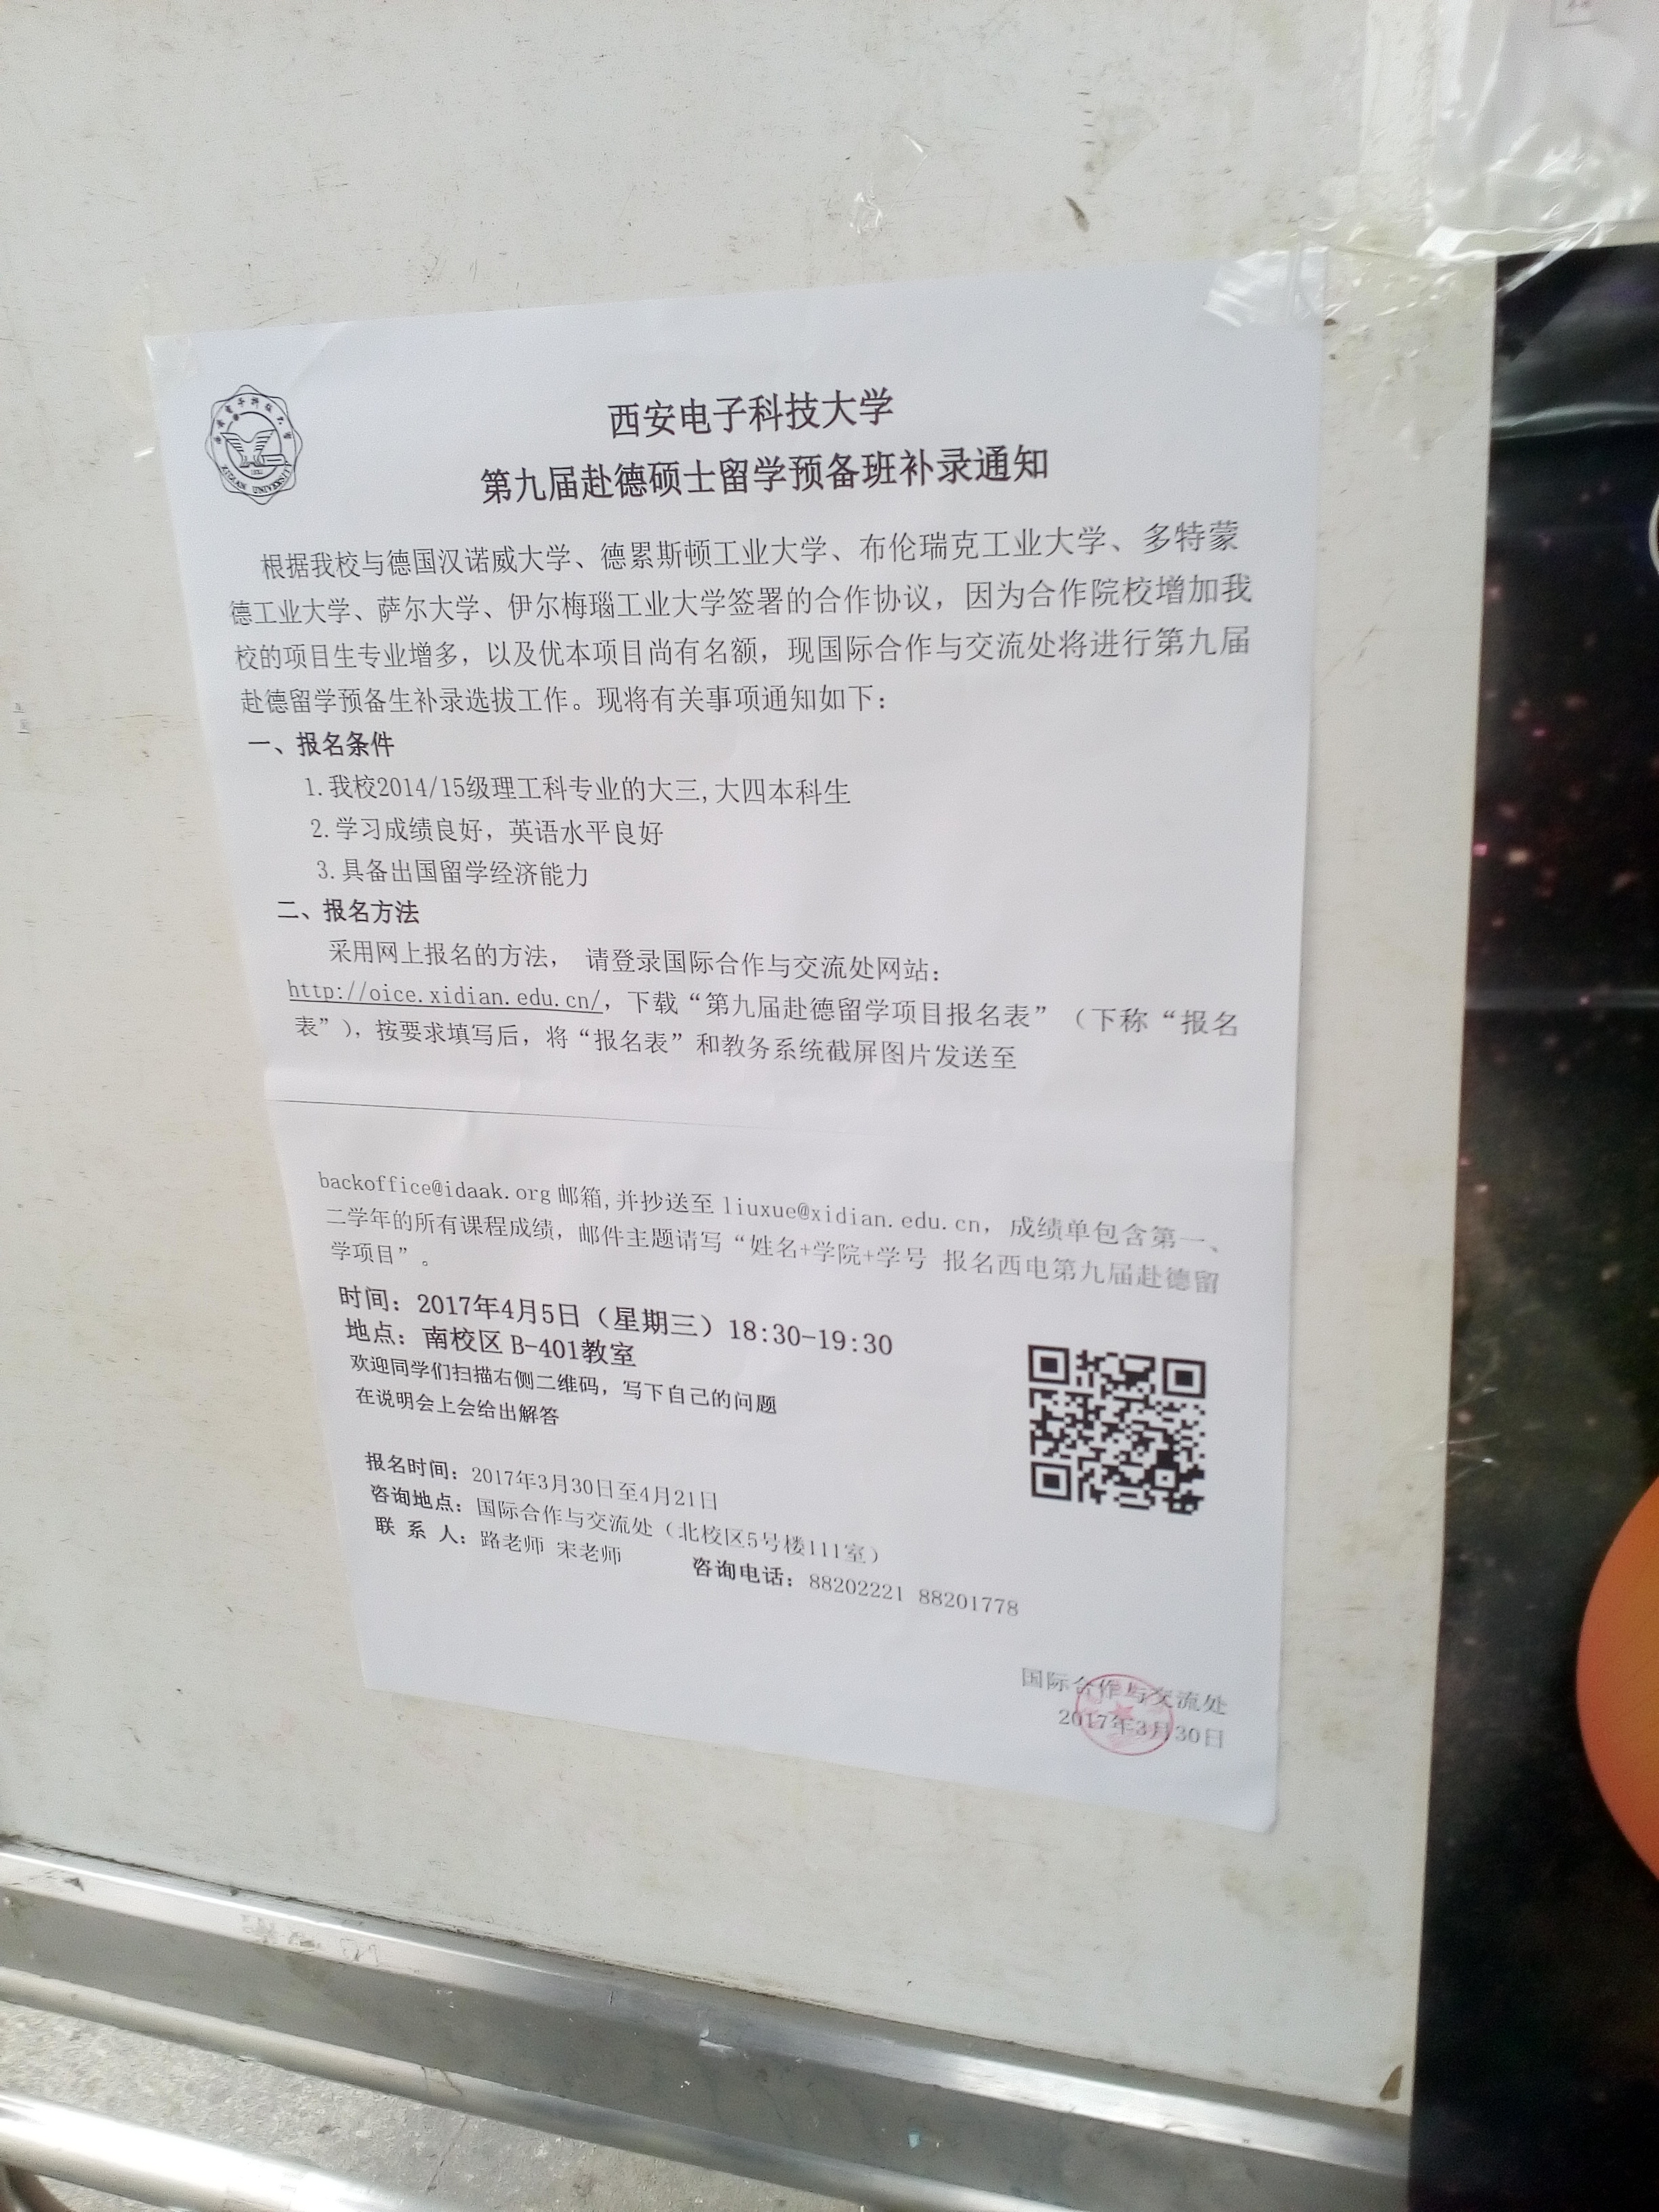 西安电子科技大学
XIDIAN UNIVERSITY
西安电子科技大学
第九届赴德硕士留学预备班补录通知
根据我校与德国汉诺威大学、德累斯顿工业大学、布伦瑞克工业大学、多特蒙
德工业大学、萨尔大学、伊尔梅瑙工业大学签署的合作协议，因为合作院校增加我
校的项目生专业增多，以及优本项目尚有名额，现国际合作与交流处将进行第九届
赴德留学预备生补录选拔工作。现将有关事项通知如下：
一、报名条件
1.我校2014/15级理工科专业的大三,大四本科生
2.学习成绩良好，英语水平良好
3.具备出国留学经济能力
二、报名方法
采用网上报名的方法， 请登录国际合作与交流处网站：
http://oice.xidian.edu.cn/，下载“第九届赴德留学项目报名表”（下称“报名
表”），按要求填写后，将“报名表”和教务系统截屏图片发送至
backoffice@idaak.org 邮箱,并抄送至 liuxue@xidian.edu.cn，成绩单包含第一、
二学年的所有课程成绩，邮件主题请写“姓名+学院+学号 报名西电第九届赴德留
学项目”。
时间：2017年4月5日（星期三）18:30-19:30
地点：南校区 B-401教室
欢迎同学们扫描右侧二维码，写下自己的问题
在说明会上会给出解答
报名时间：2017年3月30日至4月21日
咨询地点：国际合作与交流处（北校区5号楼111室）
联 系 人：路老师 宋老师 咨询电话：88202221 88201778
国际合作与交流处
2017年3月30日